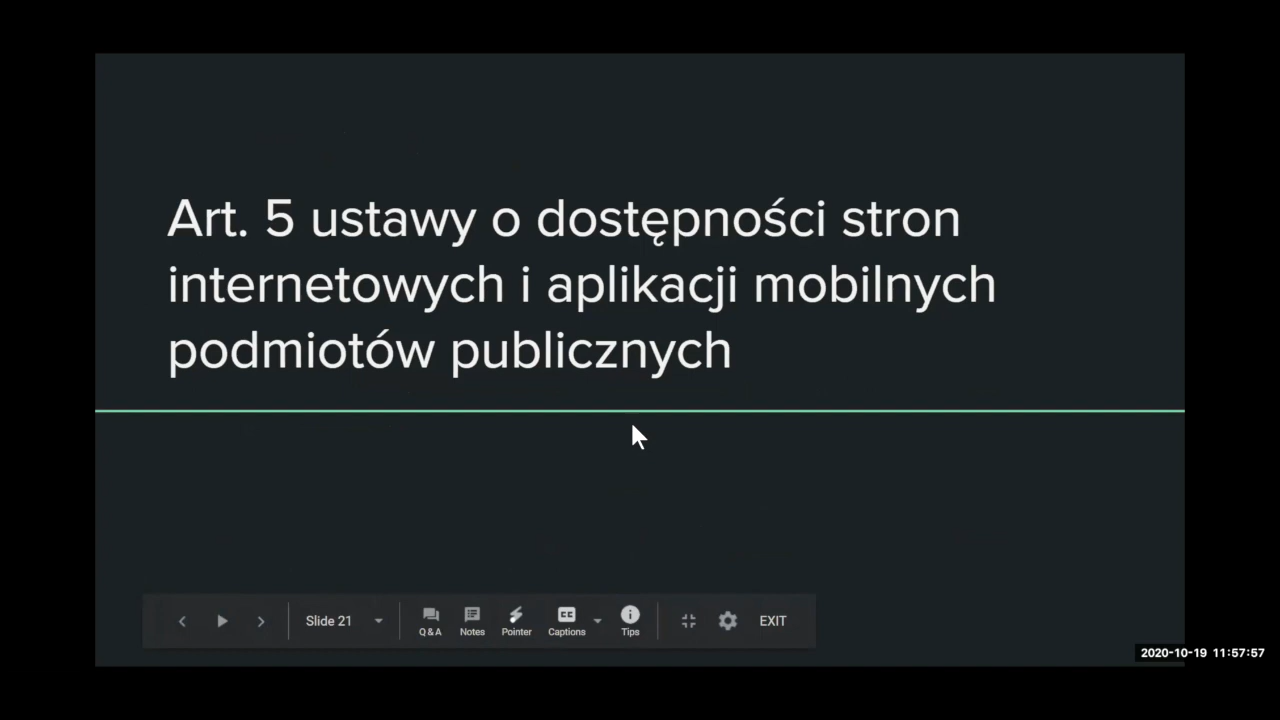 Art. 5 ustawy o dostępności stron
internetowych i aplikacji mobilnych
podmiotów publicznych
Slide 21
Q&A
Notes
Pointer
Captions
Tips
EXIT
2020-10-19 11:57:57